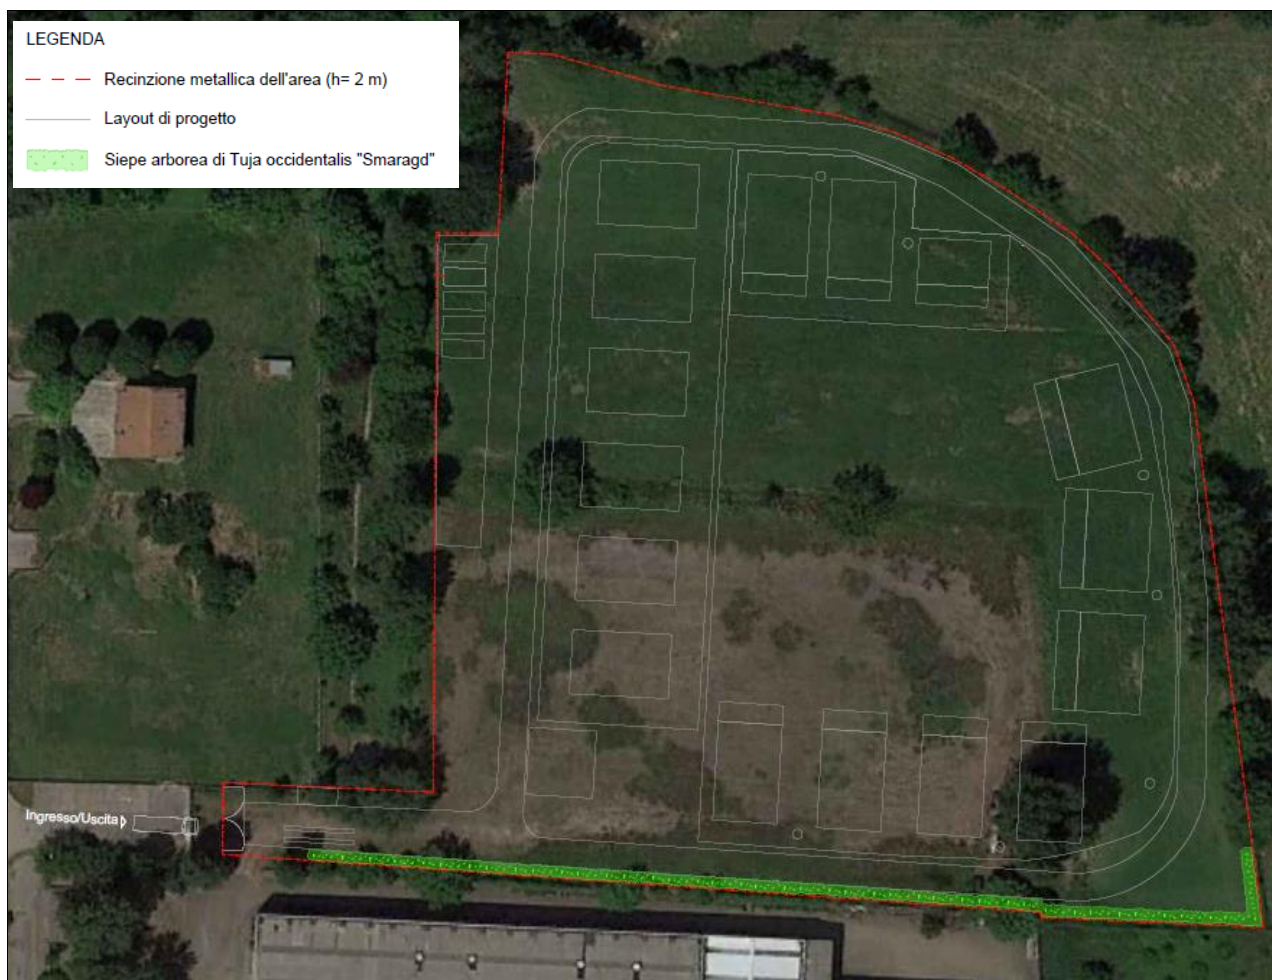 LEGENDA
Recinzione metallica dell'area (h= 2 m)
Layout di progetto
Siepe arborea di Tuja occidentalis "Smaragd"
Ingresso/Uscita